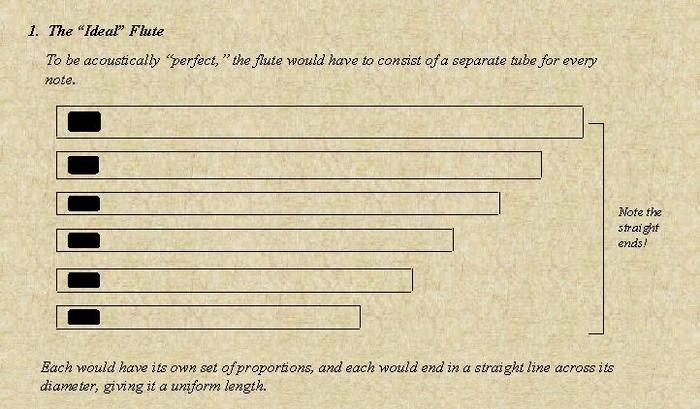 1. The “Ideal” Flute
To be acoustically “perfect,” the flute would have to consist of a separate tube for every
note.
Note the
straight
ends!
Each would have its own set of proportions, and each would end in a straight line across its
diameter, giving it a uniform length.